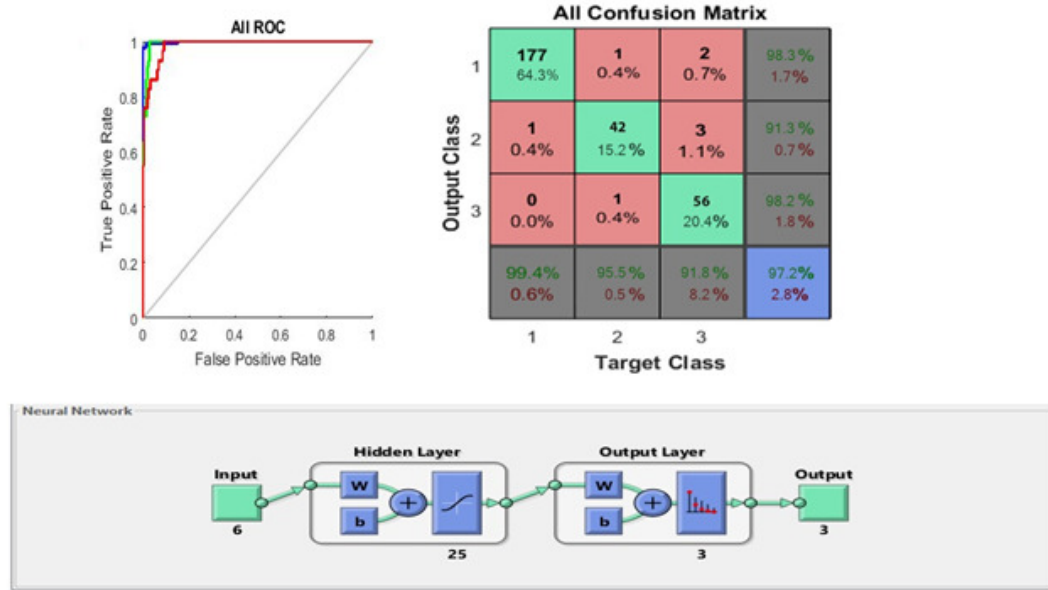 All ROC
True Positive Rate
1
0.8
0.6
0.4
0.2
0
0 0.2 0.4 0.6 0.8 1
False Positive Rate
All Confusion Matrix
Output Class
1
177
64.3%
1
0.4%
2
0.7%
98.3%
1.7%
2
1
0.4%
42
15.2%
3
1.1%
91.3%
0.7%
3
0
0.0%
1
0.4%
56
20.4%
98.2%
1.8%
99.4%
0.6%
95.5%
0.5%
91.8%
8.2%
97.2%
2.8%
1 2 3
Target Class
Neural Network
Input
6
Hidden Layer
W
b
+
25
Output Layer
W
b
+
3
Output
3